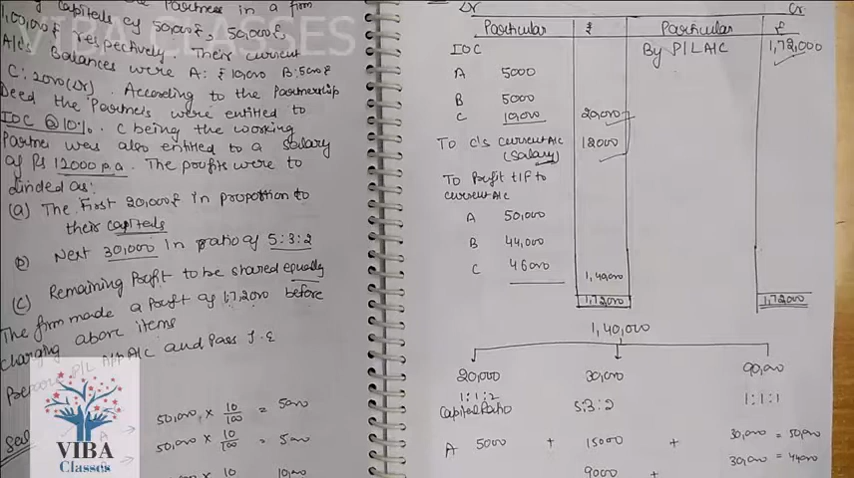 Capitals of 50,000₹, 50,000₹,
1,00,000₹ respectively. Their current
A/c Balances were A: ₹10,000 B: 5000₹
C: 2000(Dr). According to the Partnership
Deed the Partners were entitled to
IOC @10%. C being the working
Partner was also entitled to a salary
of Rs 12000 p.a. The profits were to
divided as:
(a) The First 20,000₹ in proportion to
their capitals
(b) Next 30,000 in ratio of 5:3:2
(c) Remaining Profit to be shared equally
The firm made a Profit of 1,72,000 before
charging above items
Prepare P/L App A/C and Pass J.E
50,000 × 10/100 = 5000
50,000 × 10/100 = 5000
10 10,000
VIBA
Classes
VIBA CLASSES
Dr Cr
Particular ₹ Particular ₹
IOC By P/L A/C 1,72,000
A 5000
B 5000
C 10,000 20,000
To C's Current A/c 12000
(Salary)
To Profit t/f to
current A/c
A 50,000
B 44,000
C 46000 1,40,000
1,72,000 1,72,000
1,40,000
20,000 30,000 90,000
1:1:2 5:3:2 1:1:1
Capital Ratio
A 5000 + 15000 + 30,000 = 50,000
9000 + 30,000 = 44,000